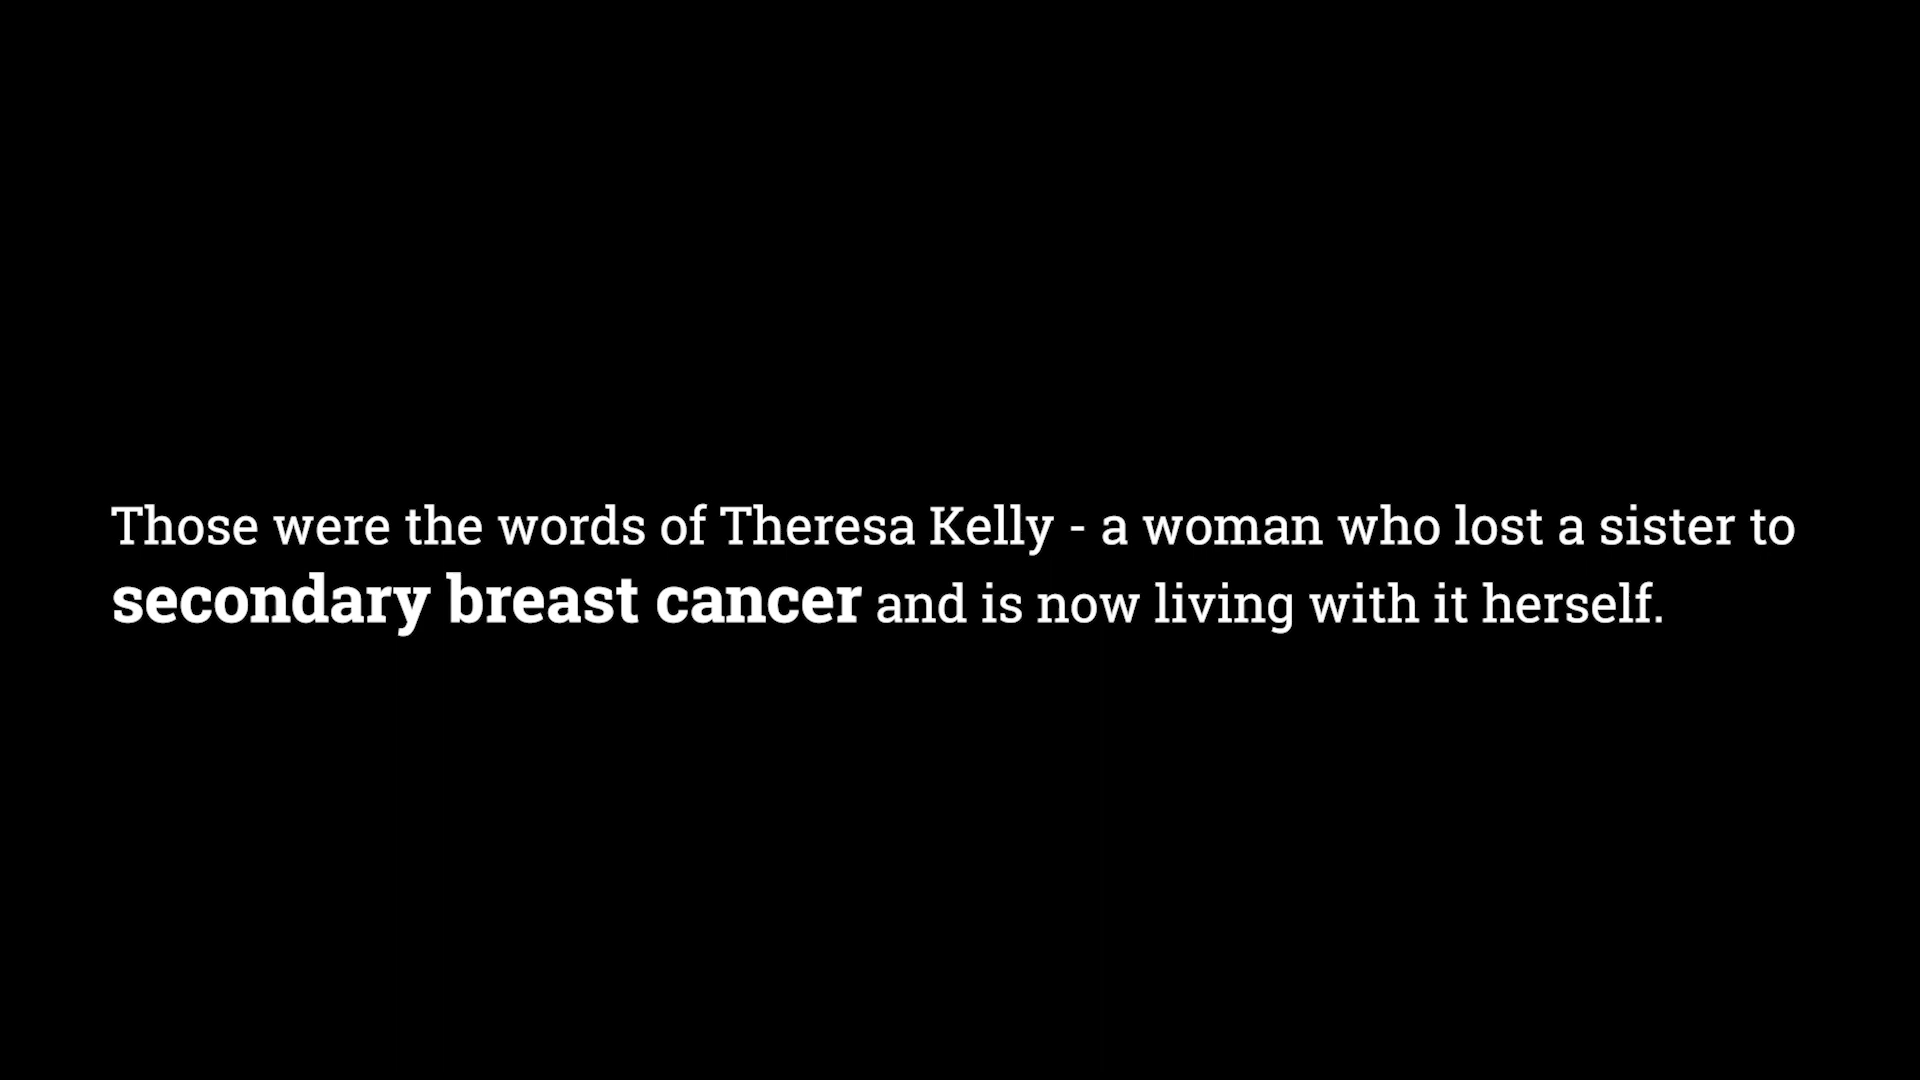 Those were the words of Theresa Kelly - a woman who lost a sister to
secondary breast cancer and is now living with it herself.